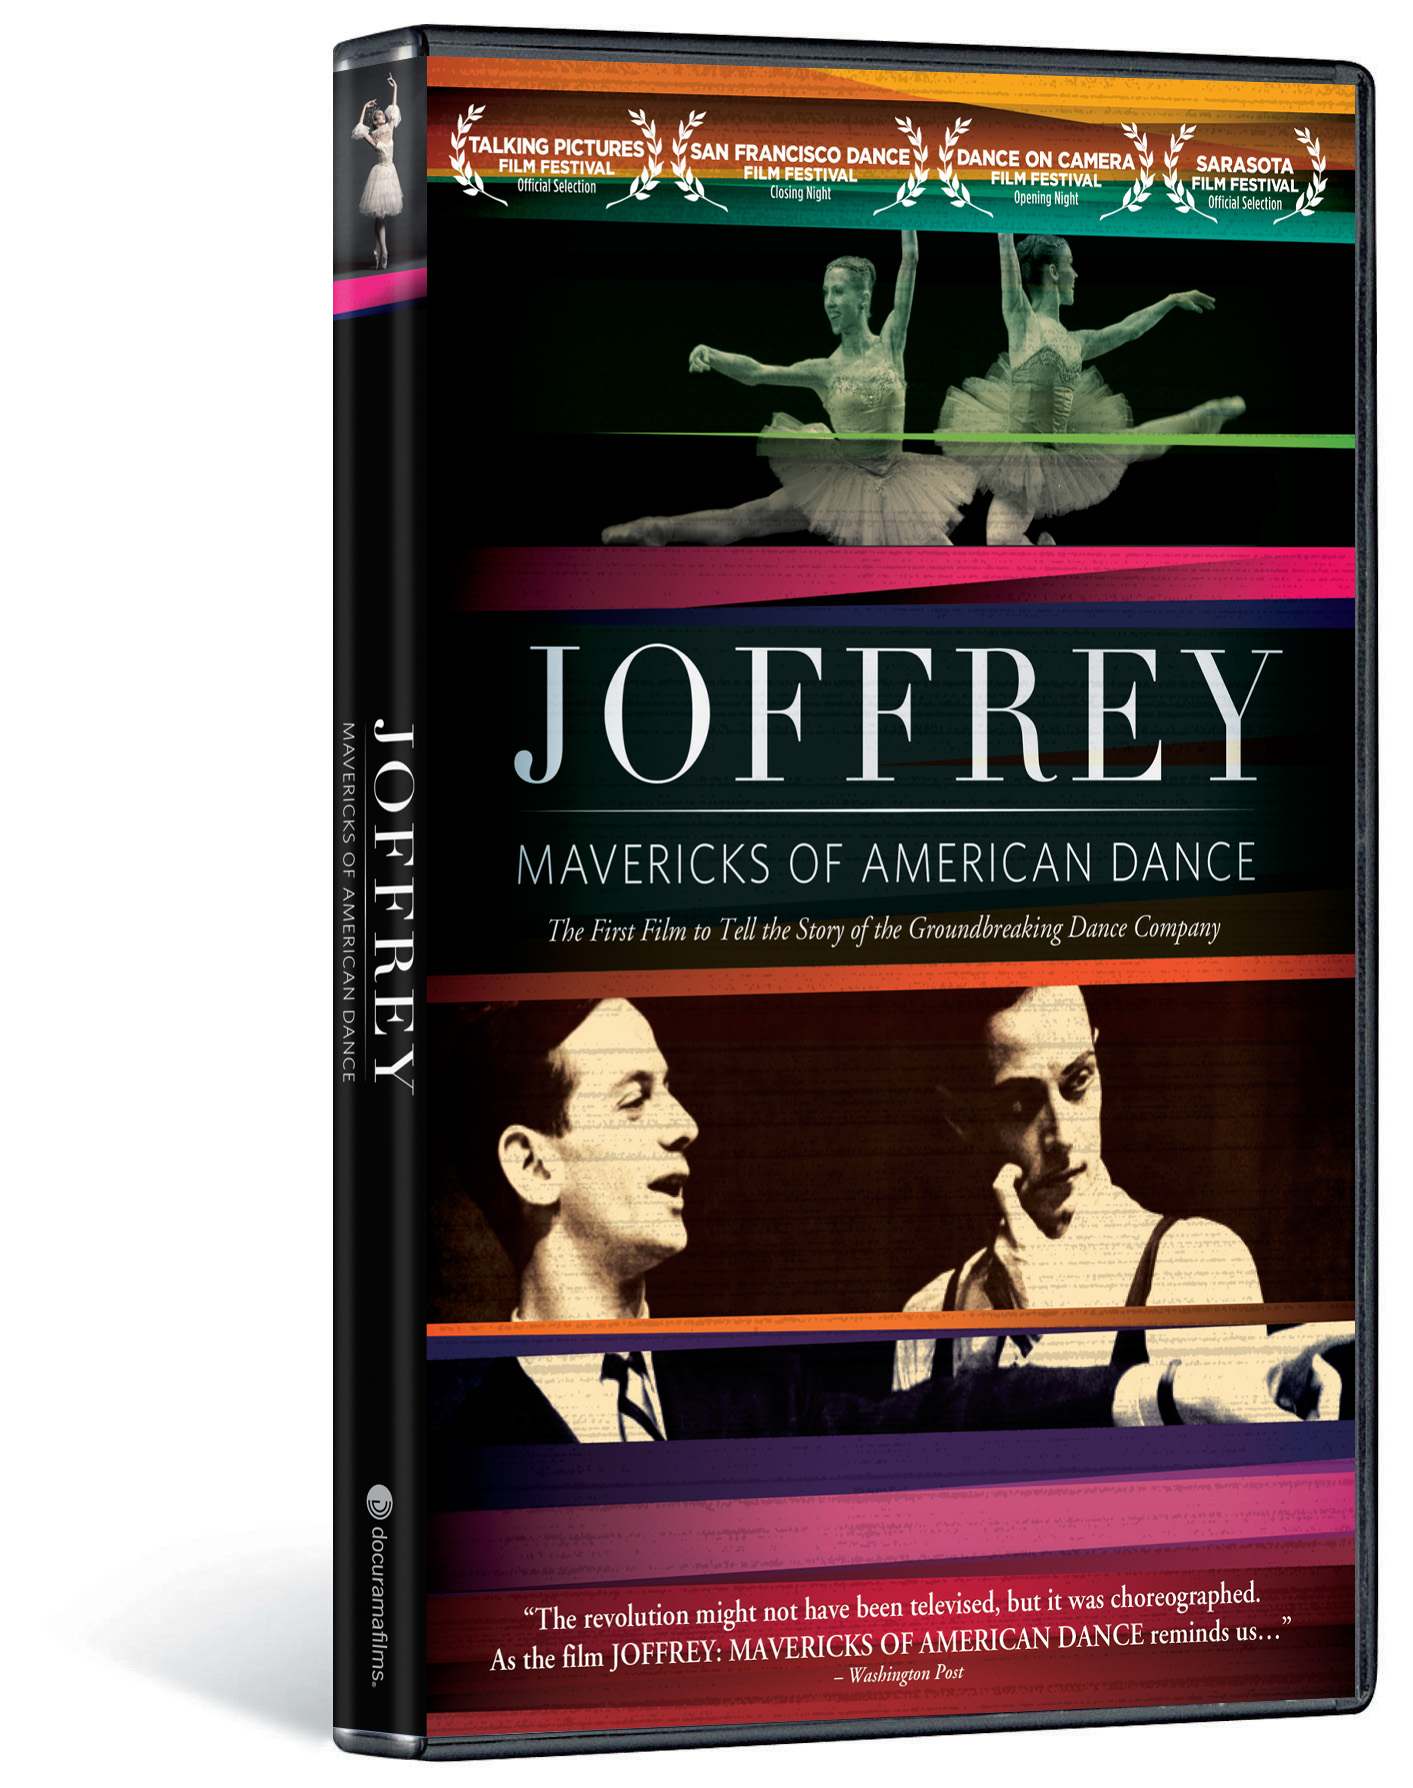 TALKING PICTURES
FILM FESTIVAL
Official Selection
SAN FRANCISCO DANCE
FILM FESTIVAL
Closing Night
DANCE ON CAMERA
FILM FESTIVAL
Opening Night
SARASOTA
FILM FESTIVAL
Official Selection
JOFFREY
MAVERICKS OF AMERICAN DANCE
The First Film to Tell the Story of the Groundbreaking Dance Company
“The revolution might not have been televised, but it was choreographed.
As the film JOFFREY: MAVERICKS OF AMERICAN DANCE reminds us…”
– Washington Post
JOFFREY
MAVERICKS OF AMERICAN DANCE
docuramafilms®